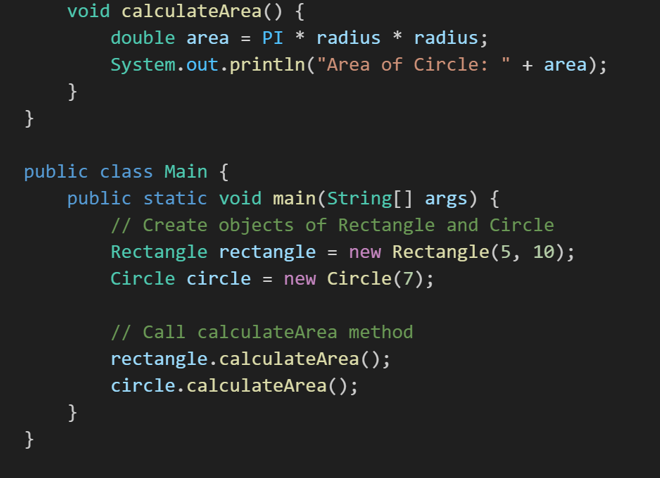 void calculateArea() {
        double area = PI * radius * radius;
        System.out.println("Area of Circle: " + area);
    }
}

public class Main {
    public static void main(String[] args) {
        // Create objects of Rectangle and Circle
        Rectangle rectangle = new Rectangle(5, 10);
        Circle circle = new Circle(7);

        // Call calculateArea method
        rectangle.calculateArea();
        circle.calculateArea();
    }
}